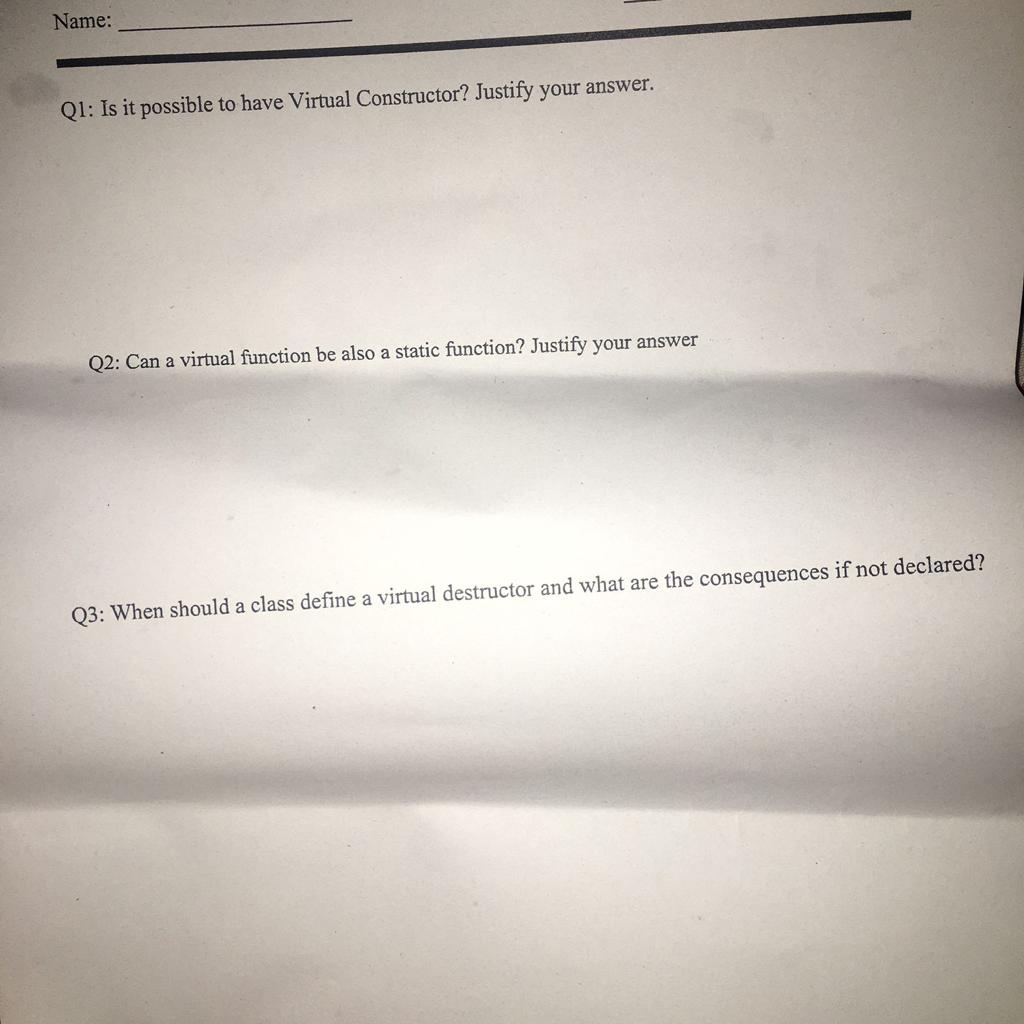 Name: _______________
Q1: Is it possible to have Virtual Constructor? Justify your answer.
Q2: Can a virtual function be also a static function? Justify your answer
Q3: When should a class define a virtual destructor and what are the consequences if not declared?